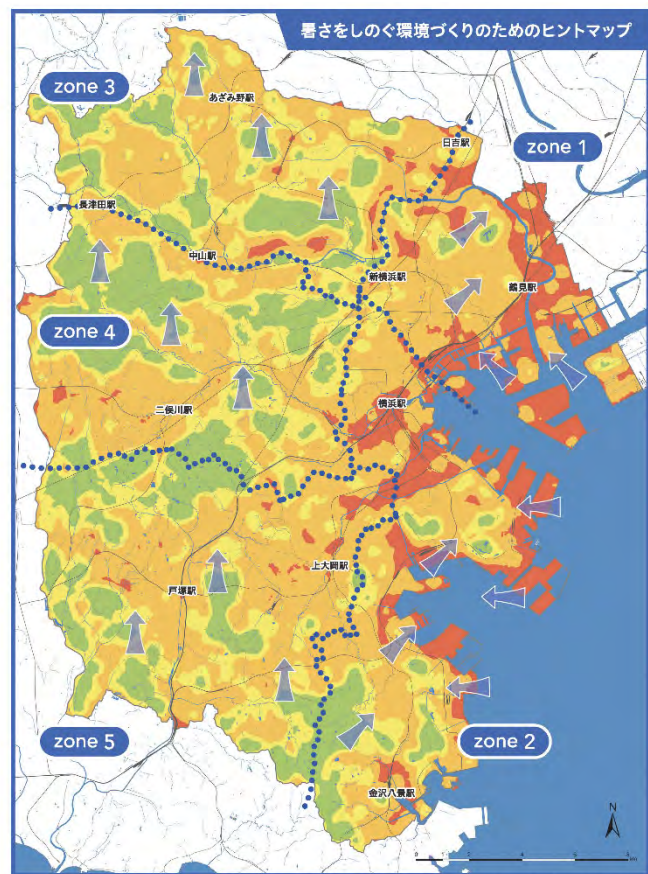 暑さをしのぐ環境づくりのためのヒントマップ
zone 3
あざみ野駅
日吉駅
zone 1
長津田駅
中山駅
新横浜駅
鶴見駅
zone 4
横浜駅
二俣川駅
上大岡駅
戸塚駅
zone 5
zone 2
金沢八景駅
N